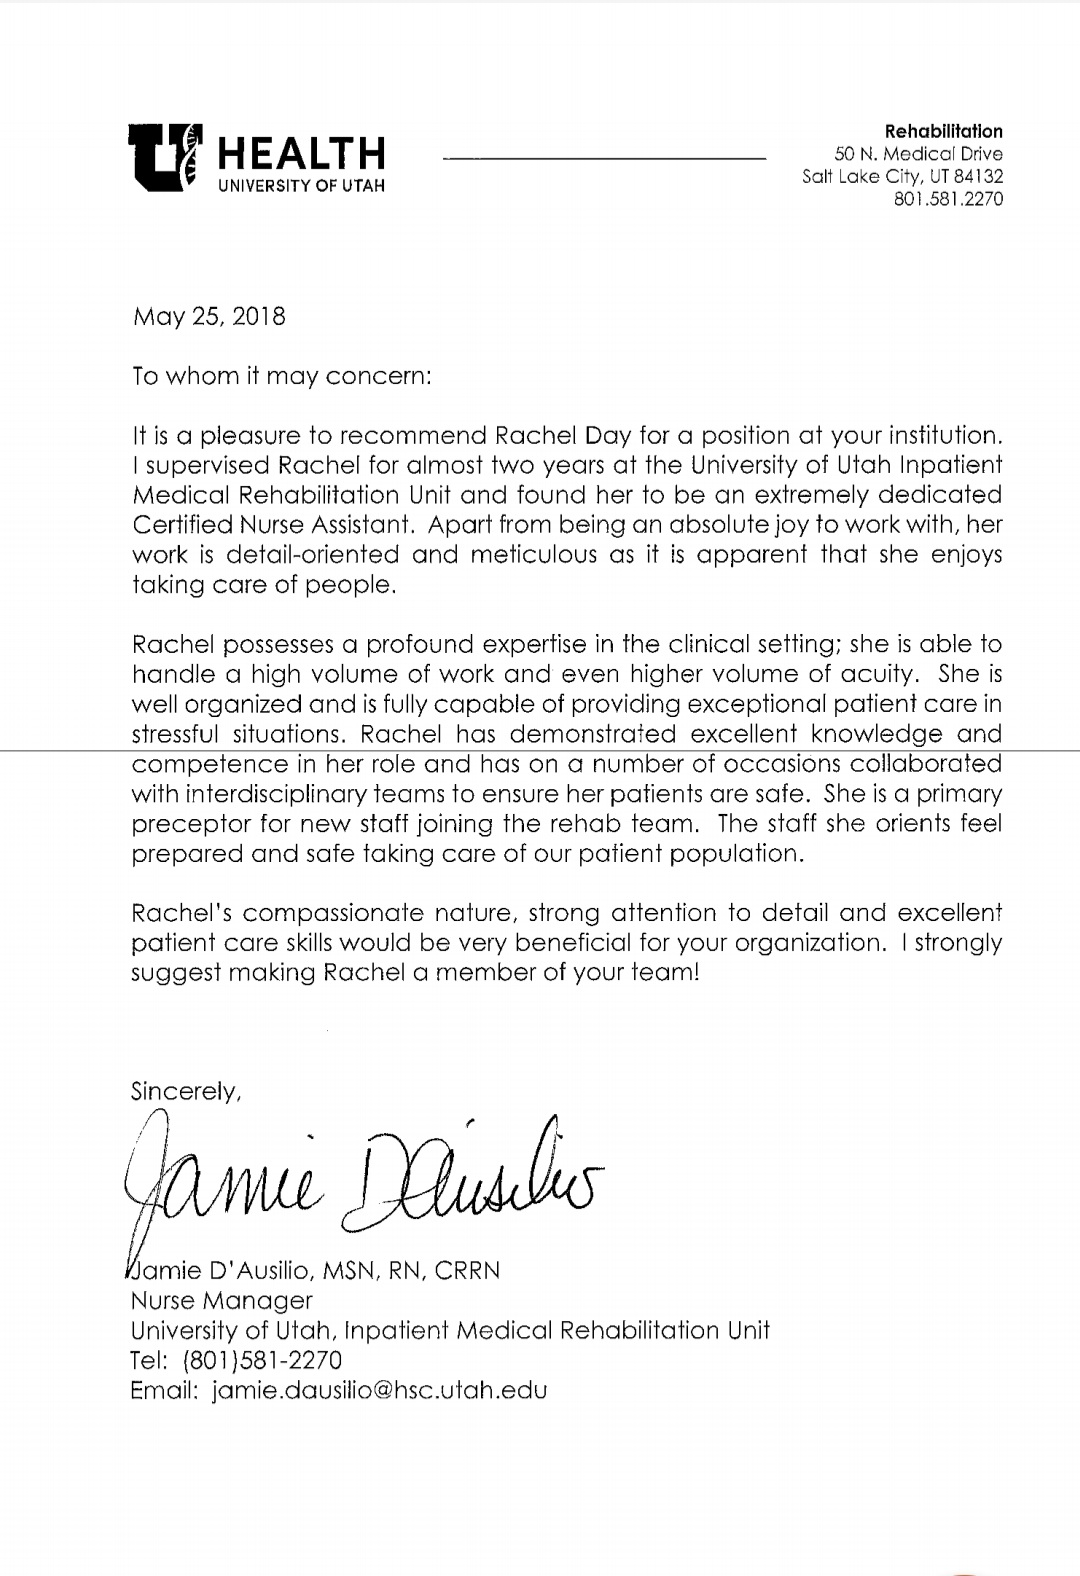 U HEALTH
UNIVERSITY OF UTAH
Rehabilitation
50 N. Medical Drive
Salt Lake City, UT 84132
801.581.2270
May 25, 2018
To whom it may concern:
It is a pleasure to recommend Rachel Day for a position at your institution.
I supervised Rachel for almost two years at the University of Utah Inpatient
Medical Rehabilitation Unit and found her to be an extremely dedicated
Certified Nurse Assistant.  Apart from being an absolute joy to work with, her
work is detail-oriented and meticulous as it is apparent that she enjoys
taking care of people.
Rachel possesses a profound expertise in the clinical setting; she is able to
handle a high volume of work and even higher volume of acuity.  She is
well organized and is fully capable of providing exceptional patient care in
stressful situations. Rachel has demonstrated excellent knowledge and
competence in her role and has on a number of occasions collaborated
with interdisciplinary teams to ensure her patients are safe.  She is a primary
preceptor for new staff joining the rehab team.  The staff she orients feel
prepared and safe taking care of our patient population.
Rachel's compassionate nature, strong attention to detail and excellent
patient care skills would be very beneficial for your organization.  I strongly
suggest making Rachel a member of your team!
Sincerely,
Jamie D'Ausilio
Jamie D'Ausilio, MSN, RN, CRRN
Nurse Manager
University of Utah, Inpatient Medical Rehabilitation Unit
Tel:  (801)581-2270
Email:  jamie.dausilio@hsc.utah.edu